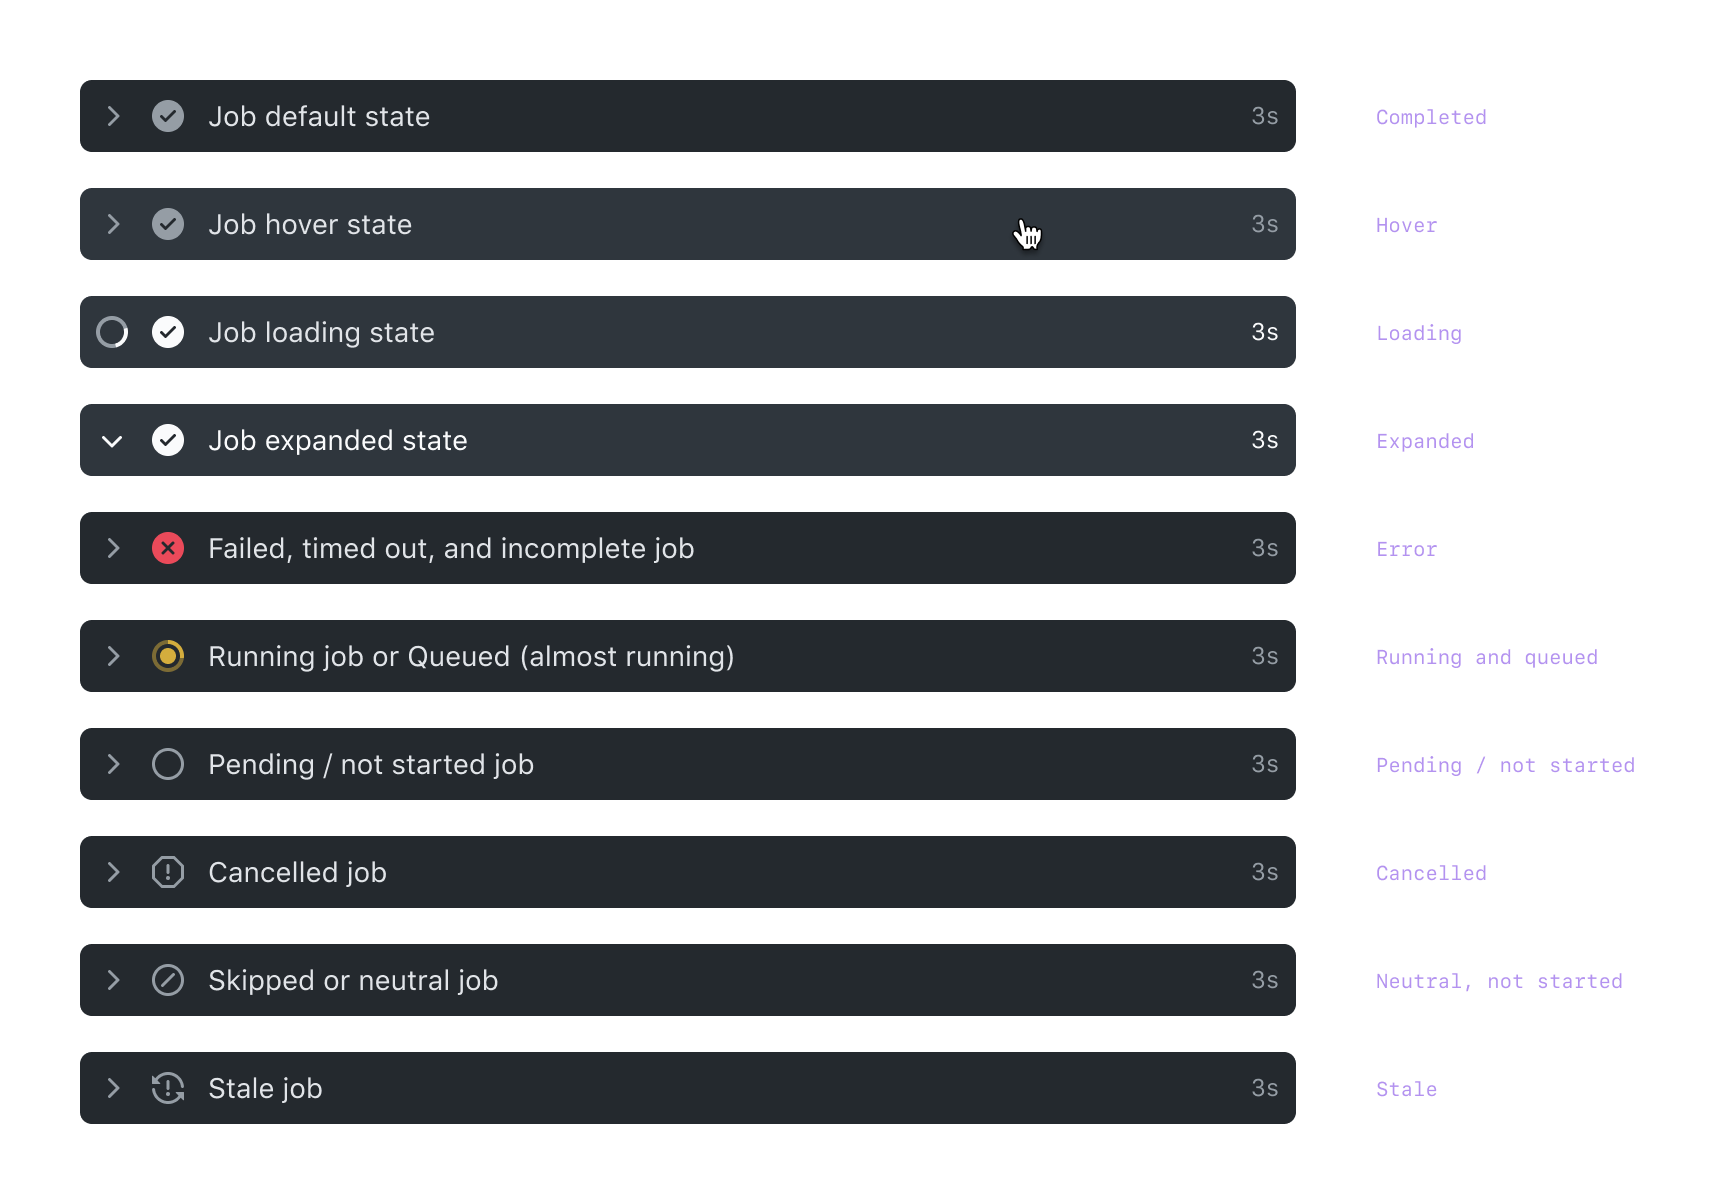 Job default state 3s Completed
Job hover state 3s Hover
Job loading state 3s Loading
Job expanded state 3s Expanded
Failed, timed out, and incomplete job 3s Error
Running job or Queued (almost running) 3s Running and queued
Pending / not started job 3s Pending / not started
Cancelled job 3s Cancelled
Skipped or neutral job 3s Neutral, not started
Stale job 3s Stale